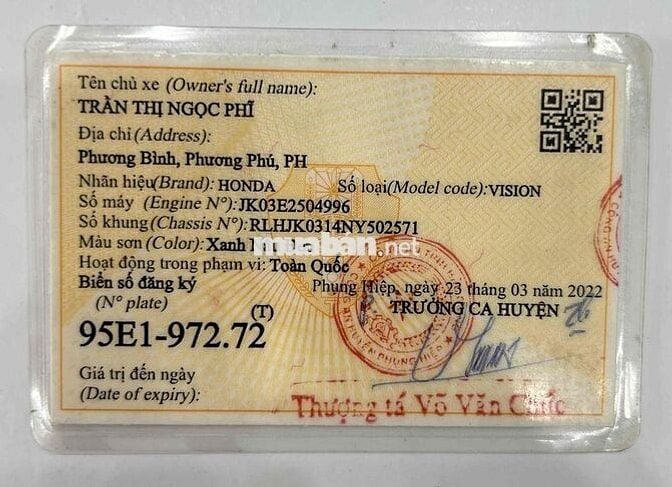 Tên chủ xe (Owner's full name):
TRẦN THỊ NGỌC PHĨ
Địa chỉ (Address):
Phương Bình, Phương Phú, PH
Nhãn hiệu(Brand): HONDA Số loại(Model code):VISION
Số máy (Engine Nº):JK03E2504996
Số khung(Chassis Nº):RLHJK0314NY502571
Màu sơn (Color): Xanh
muaban.net
Hoạt động trong phạm vi: Toàn Quốc
Biển số đăng ký Phụng Hiệp, ngày 23 tháng 03 năm 2022
(Nº plate) (T) TRƯỞNG CA HUYỆN
95E1-972.72
Giá trị đến ngày
(Date of expiry):
Thượng tá Võ Văn